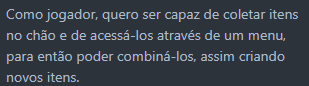 Como jogador, quero ser capaz de coletar itens
no chão e de acessá-los através de um menu,
para então poder combiná-los, assim criando
novos itens.